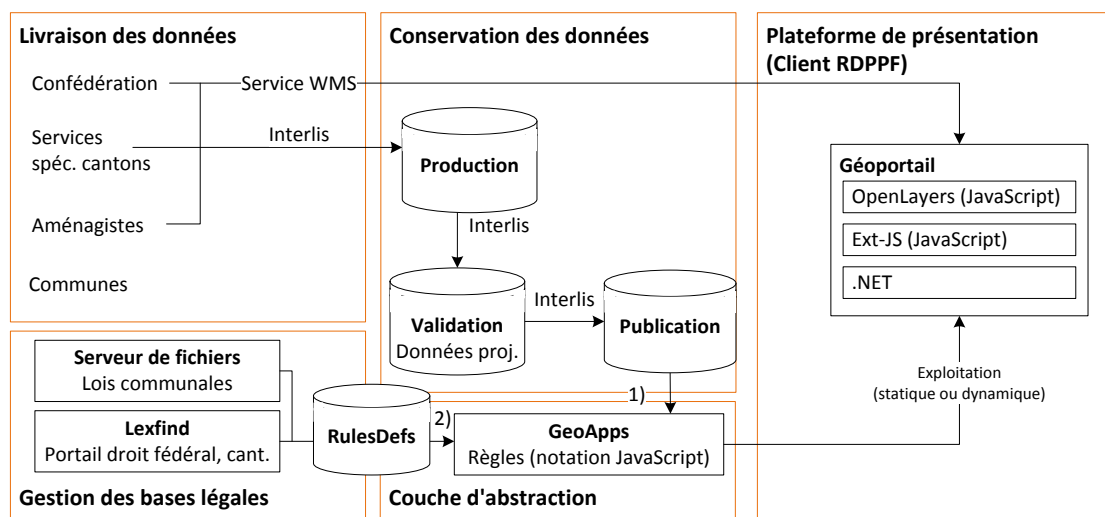 Livraison des données
Confédération
Service WMS
Services
spéc. cantons
Interlis
Aménagistes
Communes
Conservation des données
Production
Interlis
Validation
Données proj.
Interlis
Publication
Plateforme de présentation
(Client RDPPF)
Géoportail
OpenLayers (JavaScript)
Ext-JS (JavaScript)
.NET
Exploitation
(statique ou dynamique)
Serveur de fichiers
Lois communales
Lexfind
Portail droit fédéral, cant.
Gestion des bases légales
RulesDefs
2)
1)
GeoApps
Règles (notation JavaScript)
Couche d'abstraction